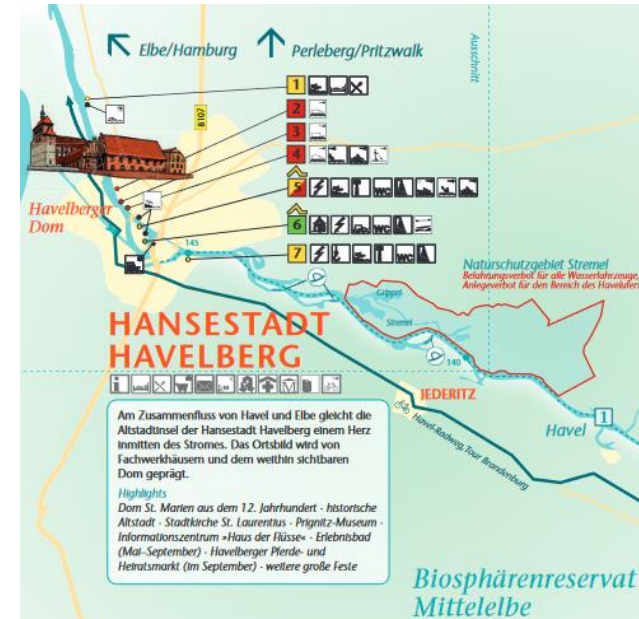 Elbe/Hamburg
Perleberg/Pritzwalk
Ausschnitt
B107
1
2
3
4
5
6
7
WC
WC
WC
Havelberger
Dom
145
Naturschutzgebiet Stremel
Befahrungsverbot für alle Wasserfahrzeuge,
Anlegeverbot für den Bereich des Havelufers
Grippel
Stremel
HANSESTADT
HAVELBERG
140
JEDERITZ
1
Havel
Havel-Radweg, Tour Brandenburg
Am Zusammenfluss von Havel und Elbe gleicht die
Altstadtinsel der Hansestadt Havelberg einem Herz
inmitten des Stromes. Das Ortsbild wird von
Fachwerkhäusern und dem weithin sichtbaren
Dom geprägt.
Highlights
Dom St. Marien aus dem 12. Jahrhundert · historische
Altstadt · Stadtkirche St. Laurentius · Prignitz-Museum ·
Informationszentrum »Haus der Flüsse« · Erlebnisbad
(Mai–September) · Havelberger Pferde- und
Heiratsmarkt (im September) · weitere große Feste
Biosphärenreservat
Mittelelbe